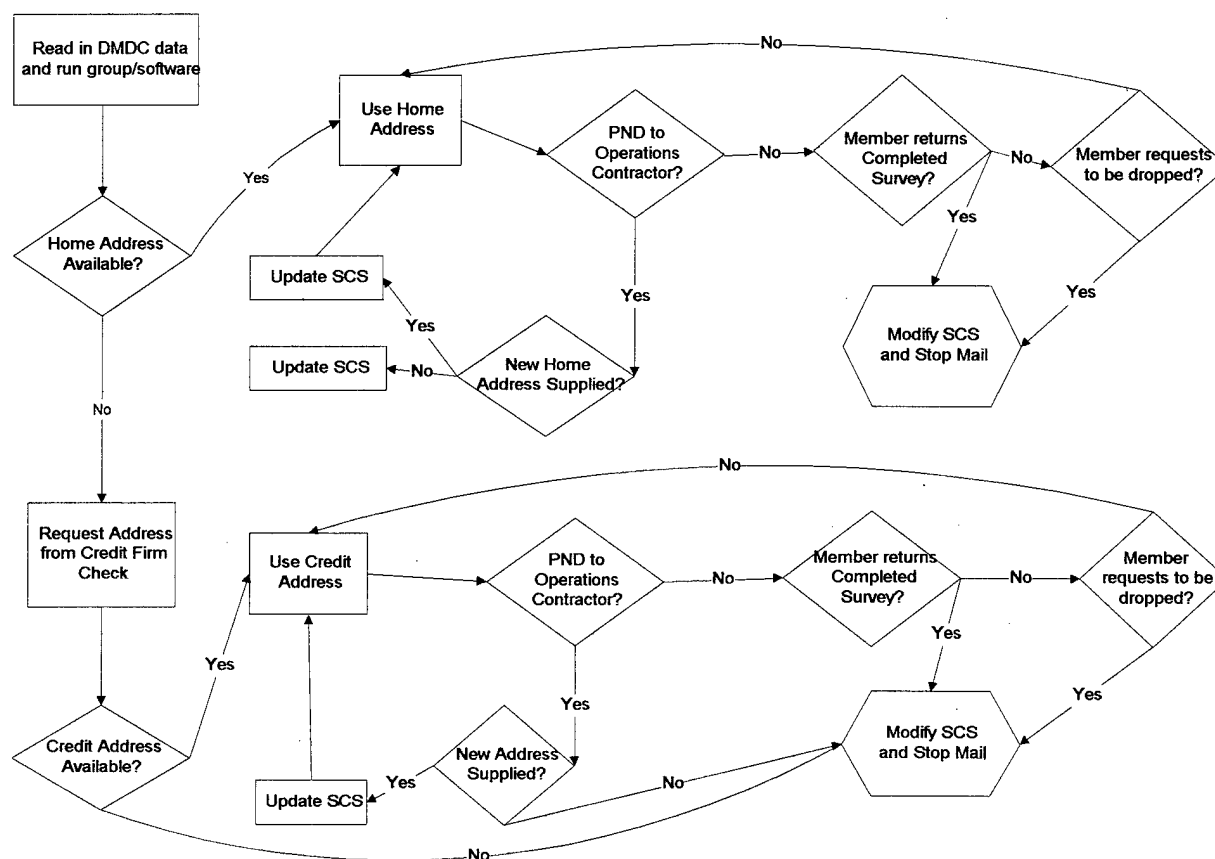 Read in DMDC data
and run group/software
No
Use Home
Address
PND to
Operations
Contractor?
No
Member returns
Completed
Survey?
No
Member requests
to be dropped?
Yes
Home Address
Available?
Update SCS
Yes
Yes
Yes
Yes
Update SCS
No
New Home
Address Supplied?
Modify SCS
and Stop Mail
No
No
Request Address
from Credit Firm
Check
Use Credit
Address
PND to
Operations
Contractor?
No
Member returns
Completed
Survey?
No
Member
requests to be
dropped?
Yes
Yes
Yes
Yes
Credit Address
Available?
Update SCS
Yes
New Address
Supplied?
No
Modify SCS
and Stop Mail
No